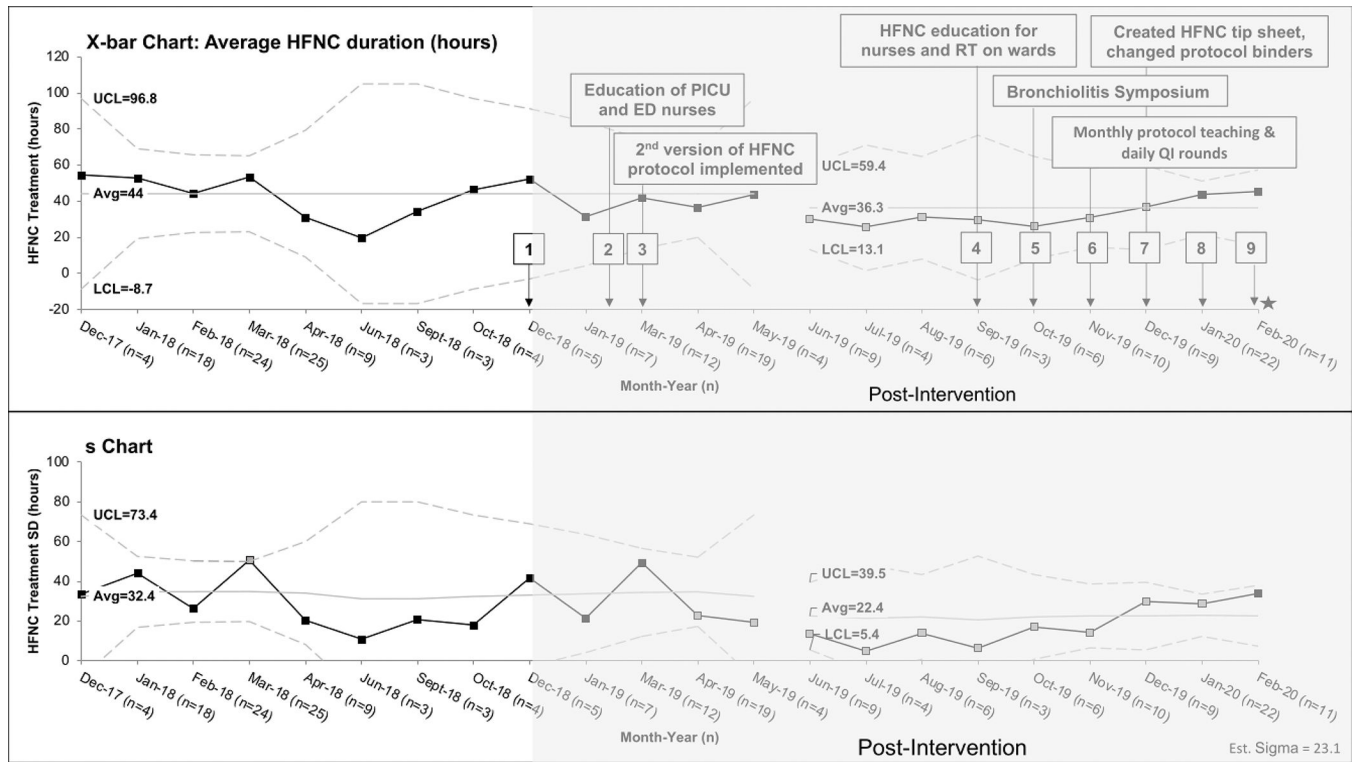 X-bar Chart: Average HFNC duration (hours)
HFNC Treatment (hours)
120
100
80
60
40
20
0
-20
UCL=96.8
Avg=44
LCL=-8.7
Education of PICU
and ED nurses
2nd version of HFNC
protocol implemented
HFNC education for
nurses and RT on wards
Created HFNC tip sheet,
changed protocol binders
Bronchiolitis Symposium
Monthly protocol teaching &
daily QI rounds
UCL=59.4
Avg=36.3
LCL=13.1
1
2
3
4
5
6
7
8
9
Dec-17 (n=4)
Jan-18 (n=18)
Feb-18 (n=24)
Mar-18 (n=25)
Apr-18 (n=9)
Jun-18 (n=3)
Sept-18 (n=3)
Oct-18 (n=4)
Dec-18 (n=5)
Jan-19 (n=7)
Mar-19 (n=12)
Apr-19 (n=19)
May-19 (n=4)
Jun-19 (n=9)
Jul-19 (n=4)
Aug-19 (n=6)
Sep-19 (n=3)
Oct-19 (n=6)
Nov-19 (n=10)
Dec-19 (n=9)
Jan-20 (n=22)
Feb-20 (n=11)
Month-Year (n)
Post-Intervention
s Chart
HFNC Treatment SD (hours)
100
80
60
40
20
0
UCL=73.4
Avg=32.4
UCL=39.5
Avg=22.4
LCL=5.4
Dec-17 (n=4)
Jan-18 (n=18)
Feb-18 (n=24)
Mar-18 (n=25)
Apr-18 (n=9)
Jun-18 (n=3)
Sept-18 (n=3)
Oct-18 (n=4)
Dec-18 (n=5)
Jan-19 (n=7)
Mar-19 (n=12)
Apr-19 (n=19)
May-19 (n=4)
Jun-19 (n=9)
Jul-19 (n=4)
Aug-19 (n=6)
Sep-19 (n=3)
Oct-19 (n=6)
Nov-19 (n=10)
Dec-19 (n=9)
Jan-20 (n=22)
Feb-20 (n=11)
Month-Year (n)
Post-Intervention
Est. Sigma = 23.1